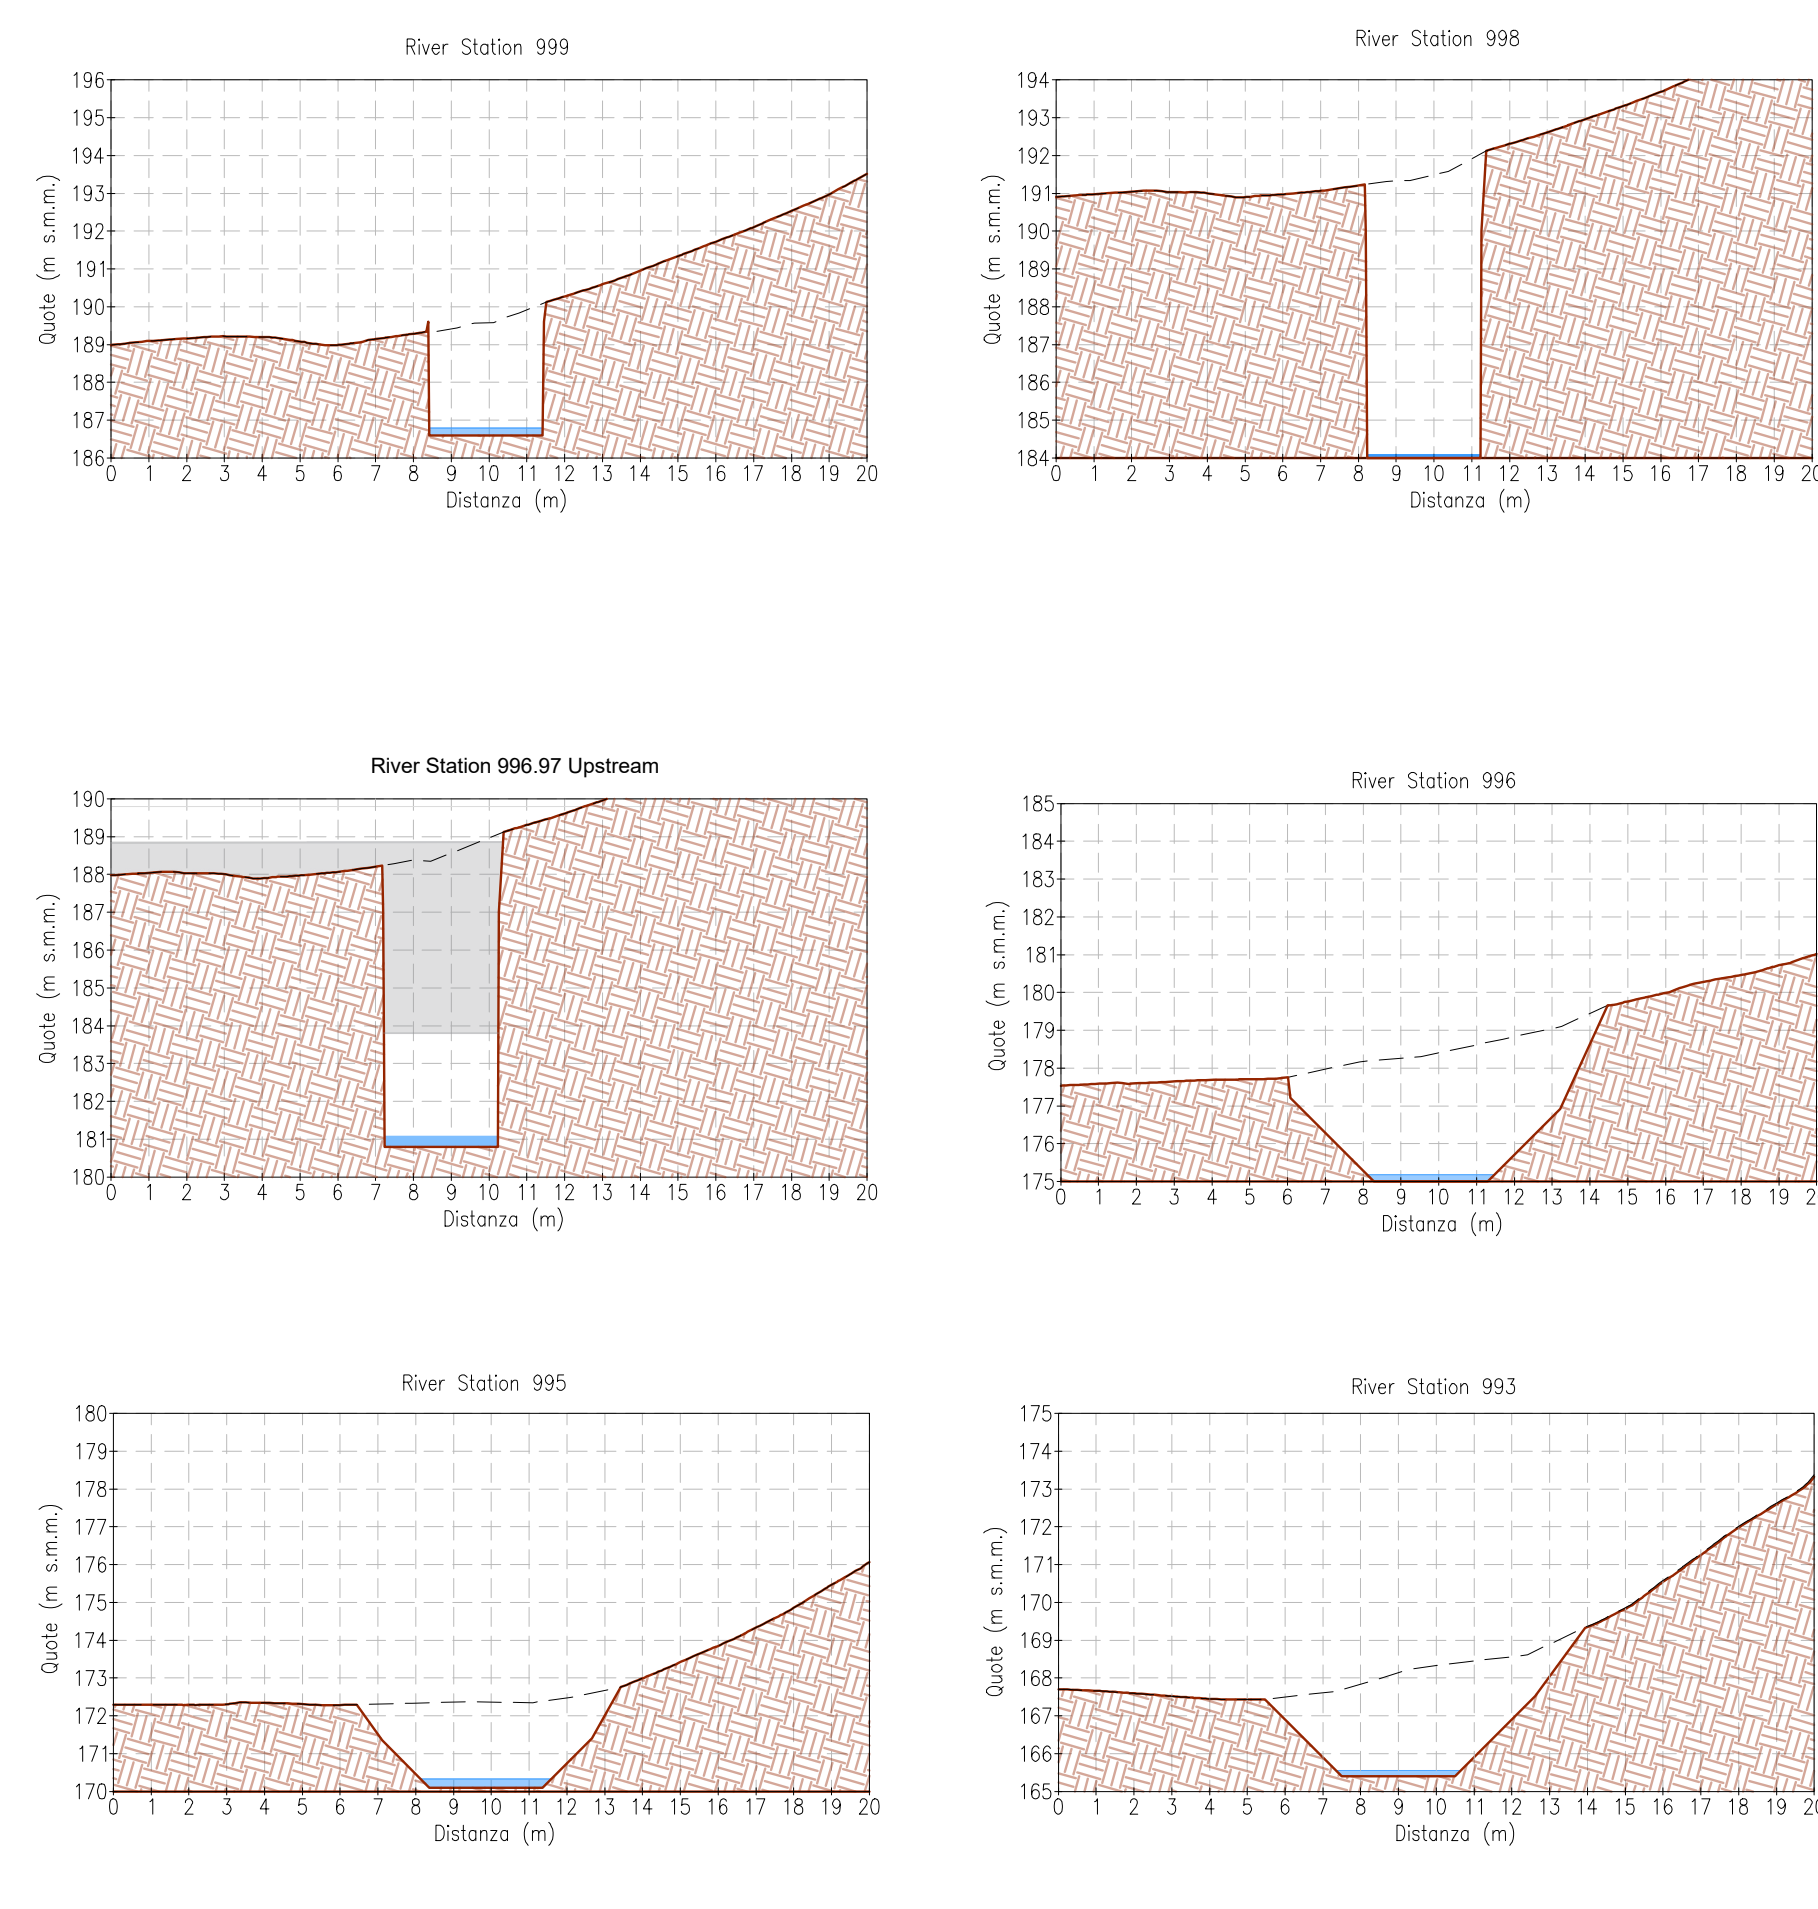 River Station 999
196
195
194
193
192
191
190
189
188
187
186
Quote (m s.m.m.)
0 1 2 3 4 5 6 7 8 9 10 11 12 13 14 15 16 17 18 19 20
Distanza (m)
River Station 998
194
193
192
191
190
189
188
187
186
185
184
Quote (m s.m.m.)
0 1 2 3 4 5 6 7 8 9 10 11 12 13 14 15 16 17 18 19 20
Distanza (m)
River Station 996.97 Upstream
190
189
188
187
186
185
184
183
182
181
180
Quote (m s.m.m.)
0 1 2 3 4 5 6 7 8 9 10 11 12 13 14 15 16 17 18 19 20
Distanza (m)
River Station 996
185
184
183
182
181
180
179
178
177
176
175
Quote (m s.m.m.)
0 1 2 3 4 5 6 7 8 9 10 11 12 13 14 15 16 17 18 19 2
Distanza (m)
River Station 995
180
179
178
177
176
175
174
173
172
171
170
Quote (m s.m.m.)
0 1 2 3 4 5 6 7 8 9 10 11 12 13 14 15 16 17 18 19 20
Distanza (m)
River Station 993
175
174
173
172
171
170
169
168
167
166
165
Quote (m s.m.m.)
0 1 2 3 4 5 6 7 8 9 10 11 12 13 14 15 16 17 18 19 20
Distanza (m)